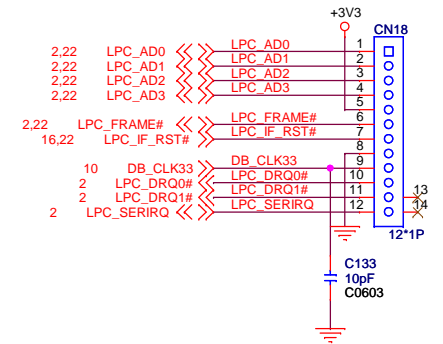 +3V3
CN18
2,22 LPC_AD0 LPC_AD0 1
2,22 LPC_AD1 LPC_AD1 2
2,22 LPC_AD2 LPC_AD2 3
2,22 LPC_AD3 LPC_AD3 4
5
2,22 LPC_FRAME# LPC_FRAME# 6
16,22 LPC_IF_RST# LPC_IF_RST# 7
8
10 DB_CLK33 DB_CLK33 9
2 LPC_DRQ0# LPC_DRQ0# 10
2 LPC_DRQ1# LPC_DRQ1# 11 13
2 LPC_SERIRQ LPC_SERIRQ 12 14
12*1P
C133
10pF
C0603